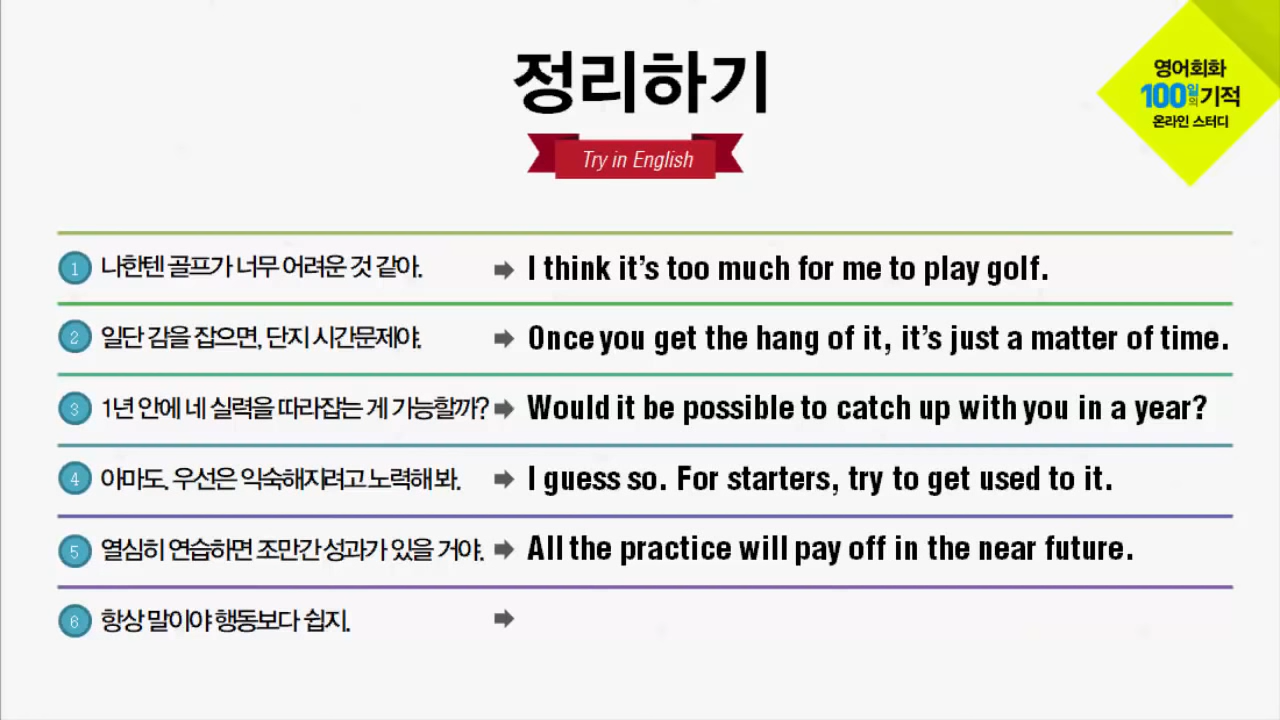 정리하기
Try in English
영어회화
100일의 기적
온라인 스터디
1 나한텐 골프가 너무 어려운 것 같아. ➡ I think it's too much for me to play golf.
2 일단 감을 잡으면, 단지 시간문제야. ➡ Once you get the hang of it, it's just a matter of time.
3 1년 안에 네 실력을 따라잡는 게 가능할까? ➡ Would it be possible to catch up with you in a year?
4 아마도. 우선은 익숙해지려고 노력해 봐. ➡ I guess so. For starters, try to get used to it.
5 열심히 연습하면 조만간 성과가 있을 거야. ➡ All the practice will pay off in the near future.
6 항상 말이야 행동보다 쉽지. ➡